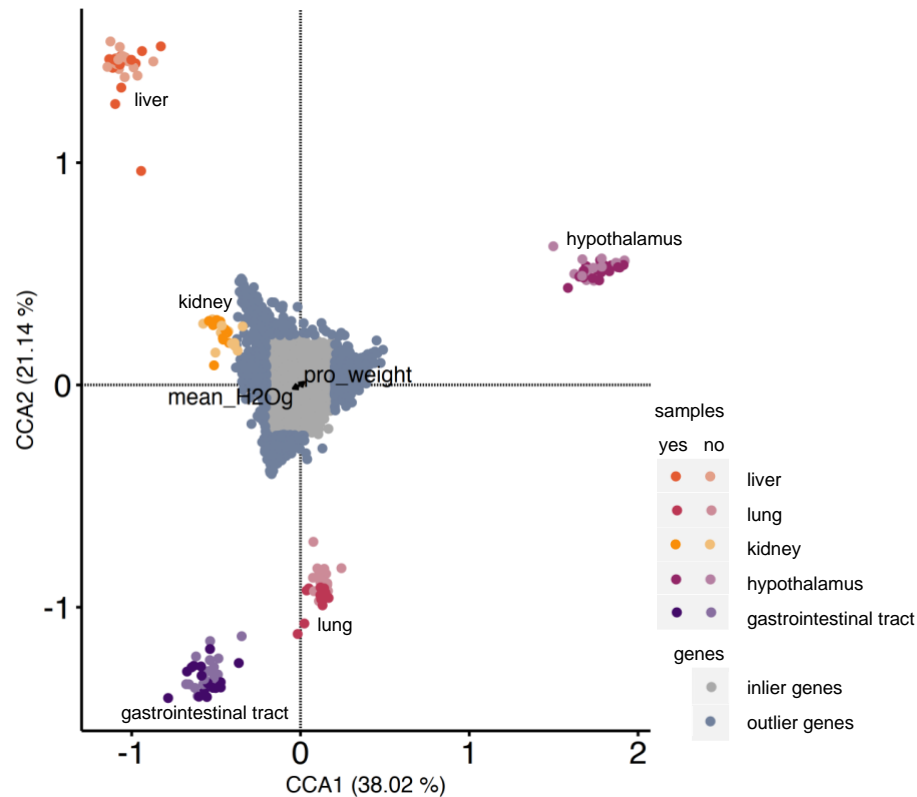 liver
hypothalamus
kidney
1
pro_weight
0
mean_H2Og
CCA2 (21.14 %)
samples
yes no
liver
lung
kidney
hypothalamus
gastrointestinal tract
genes
inlier genes
outlier genes
-1
lung
gastrointestinal tract
-1 0 1 2
CCA1 (38.02 %)